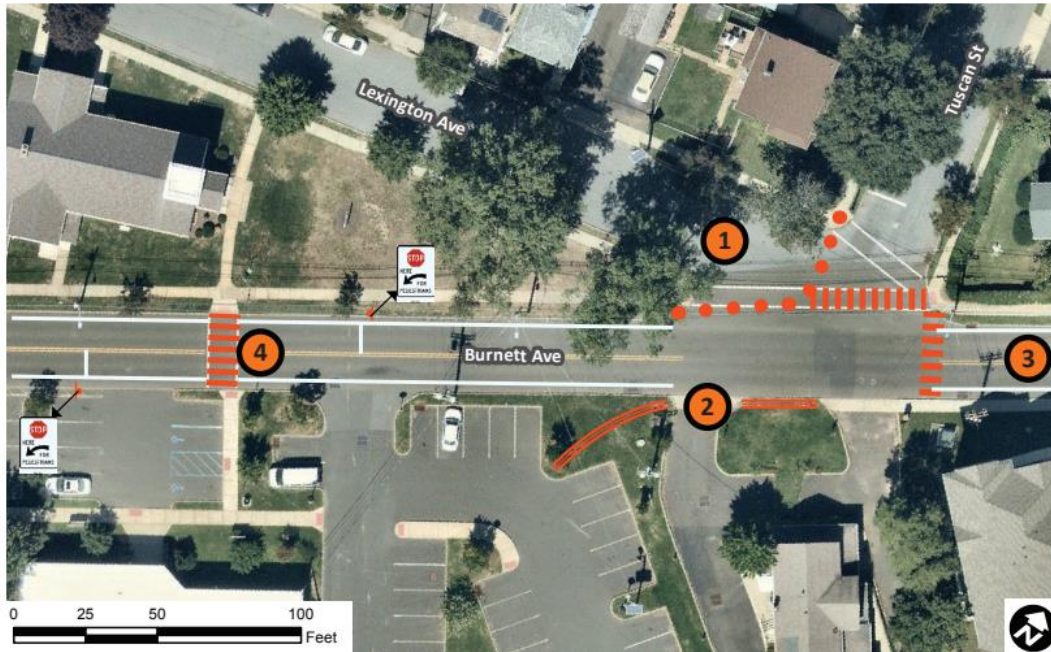 Lexington Ave
Tuscan St
1
STOP
HERE
FOR
PEDESTRIANS
4
Burnett Ave
3
2
STOP
HERE
FOR
PEDESTRIANS
0 25 50 100
Feet
N